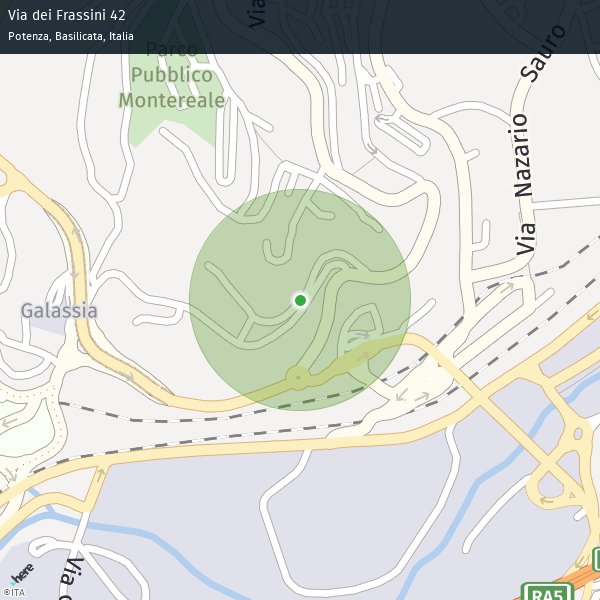 Via dei Frassini 42
Potenza, Basilicata, Italia
Via
Parco
Pubblico
Montereale
Via Nazario Sauro
Galassia
Via
here
©ITA
RA5